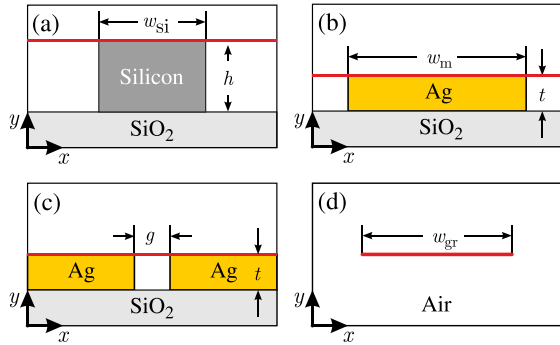 (a)
w_si
Silicon
h
SiO₂
y
x
(b)
w_m
Ag
t
SiO₂
y
x
(c)
g
Ag
Ag
t
SiO₂
y
x
(d)
w_gr
Air
y
x